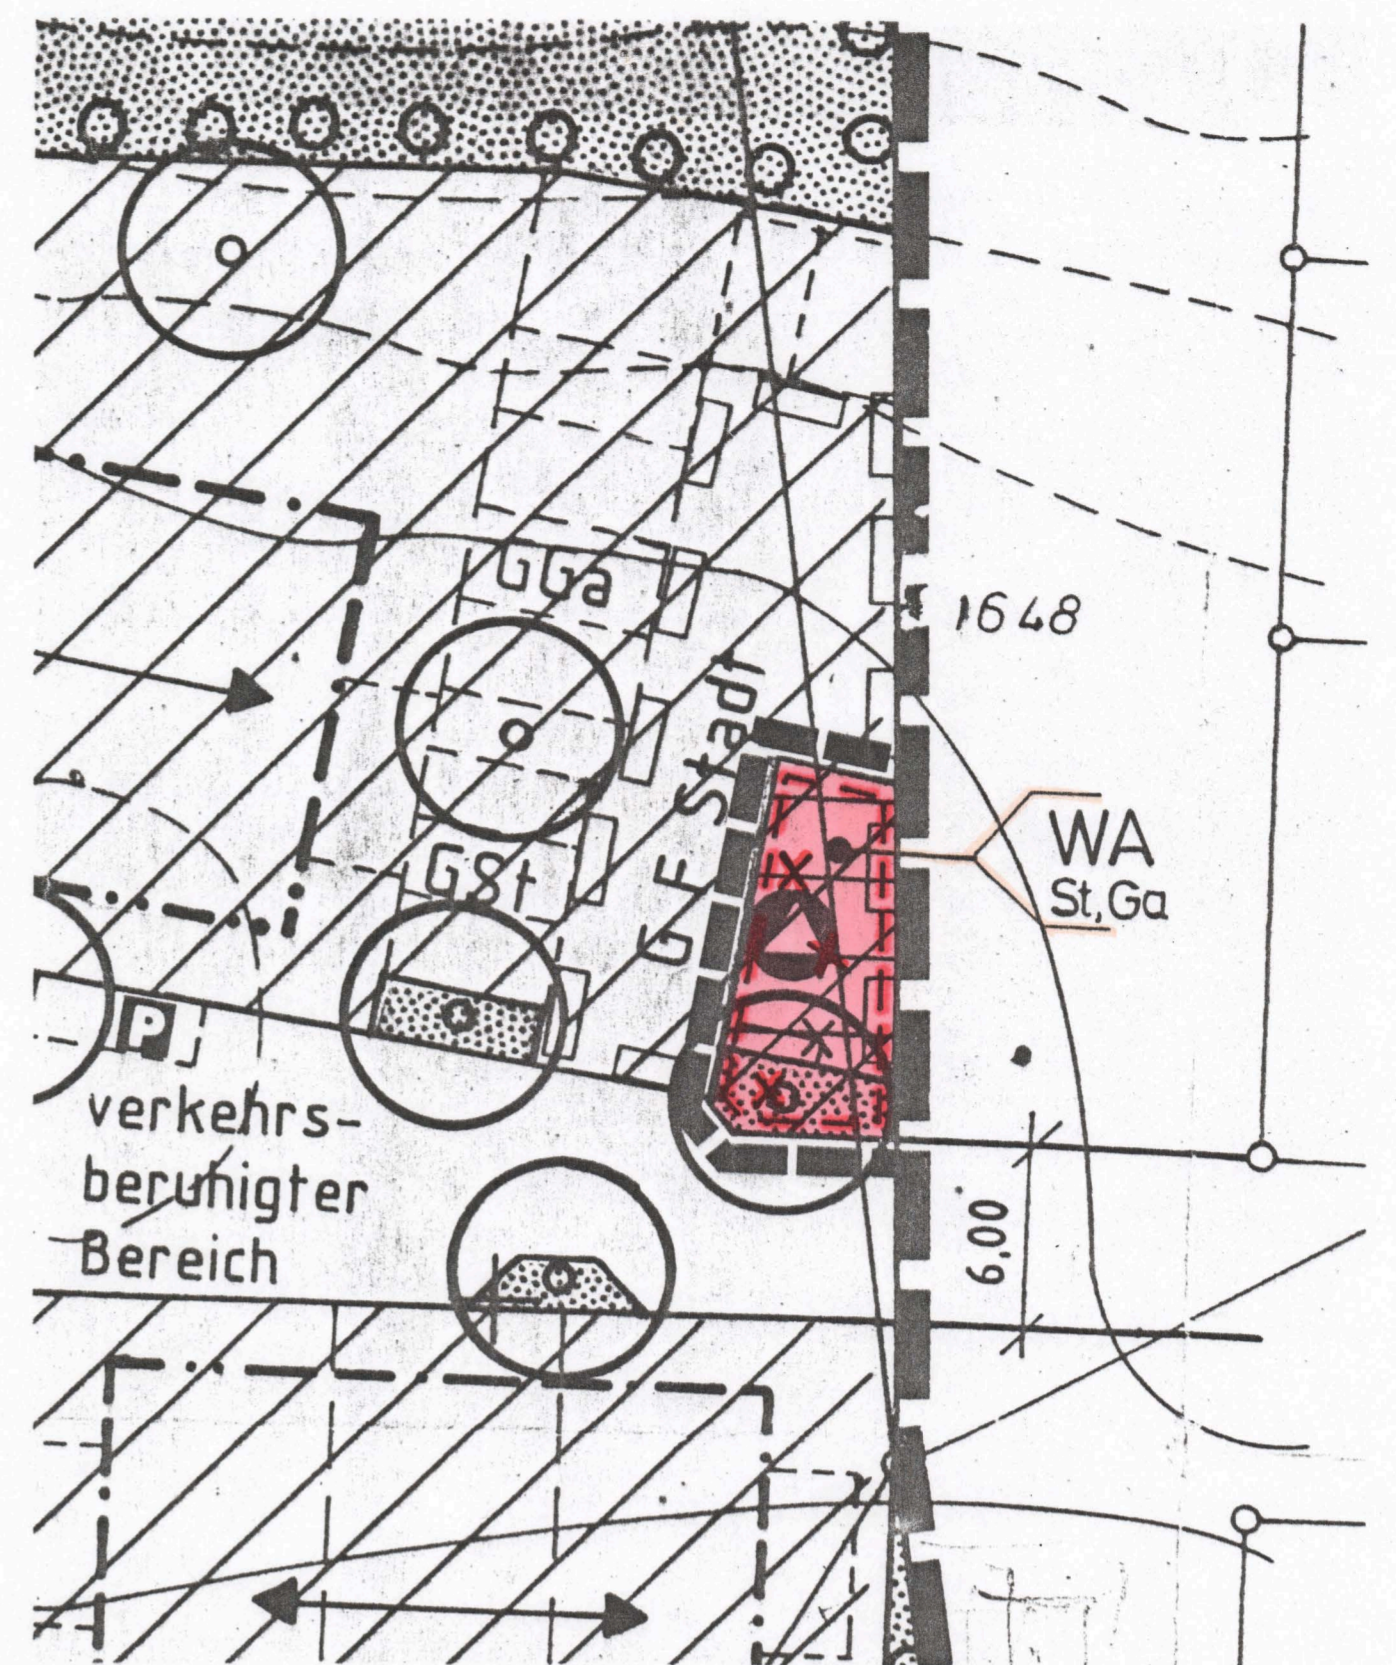 GGa
1648
Stadt
G F
WA
St,Ga
GSt
P
verkehrs-
beruhigter
Bereich
6,00